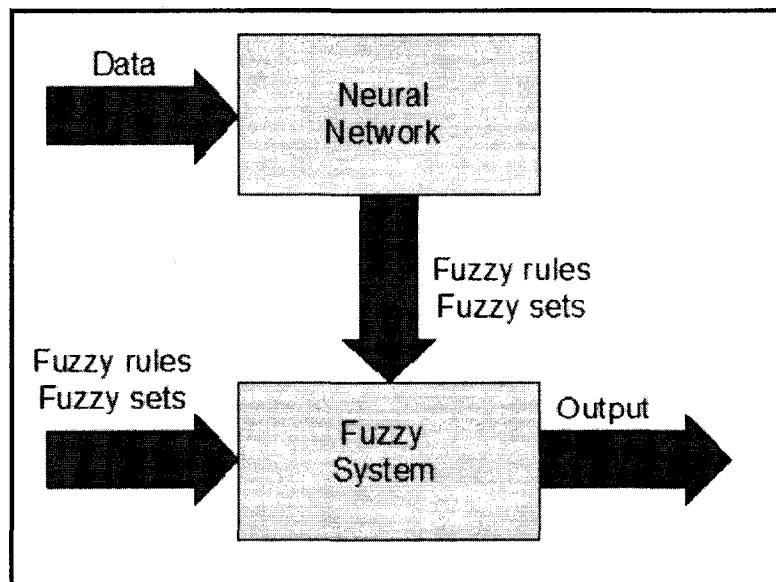 Data
Neural
Network
Fuzzy rules
Fuzzy sets
Fuzzy rules
Fuzzy sets
Fuzzy
System
Output